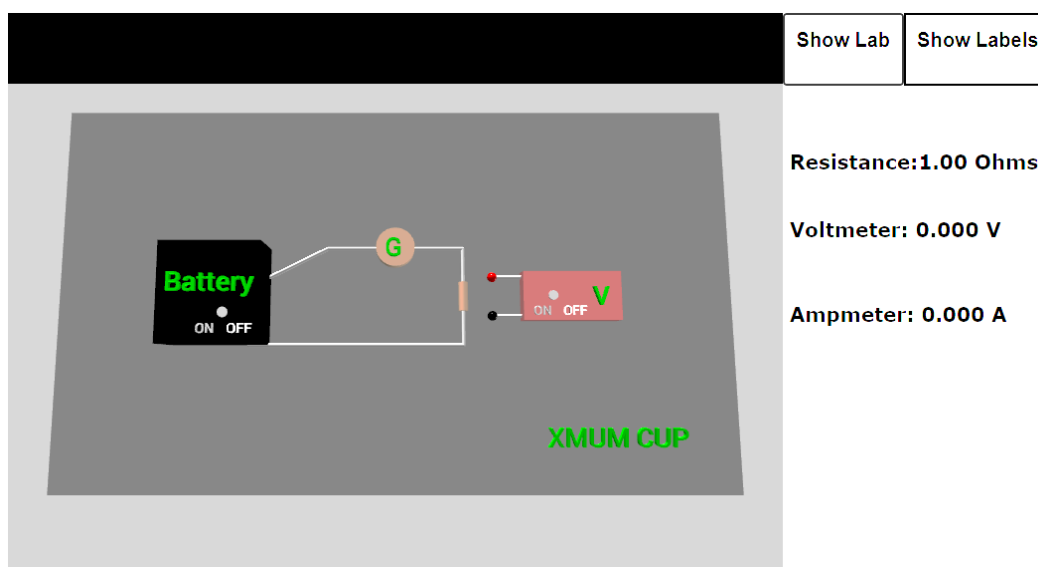 Show Lab
Show Labels
Resistance:1.00 Ohms
Voltmeter: 0.000 V
Ampmeter: 0.000 A
G
Battery
ON OFF
V
ON OFF
XMUM CUP